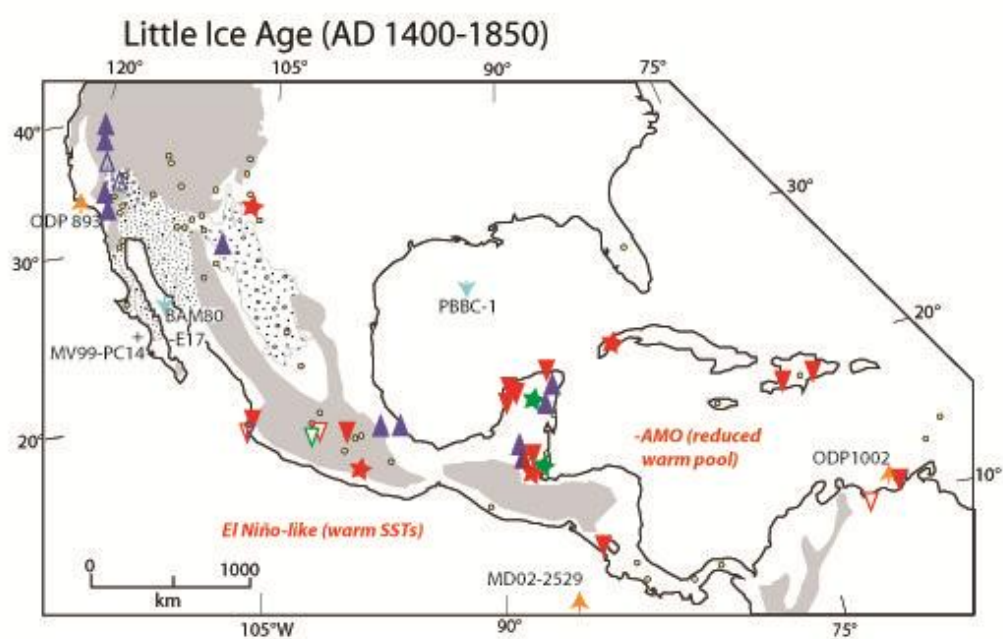 Little Ice Age (AD 1400-1850)
120° 105° 90° 75°
40°
30°
ODP 893
30°
PBBC-1
BAM80
-E17
MV99-PC14
20°
20°
-AMO (reduced
warm pool)
ODP1002
10°
El Niño-like (warm SSTs)
0 1000
km
MD02-2529
105°W 90° 75°